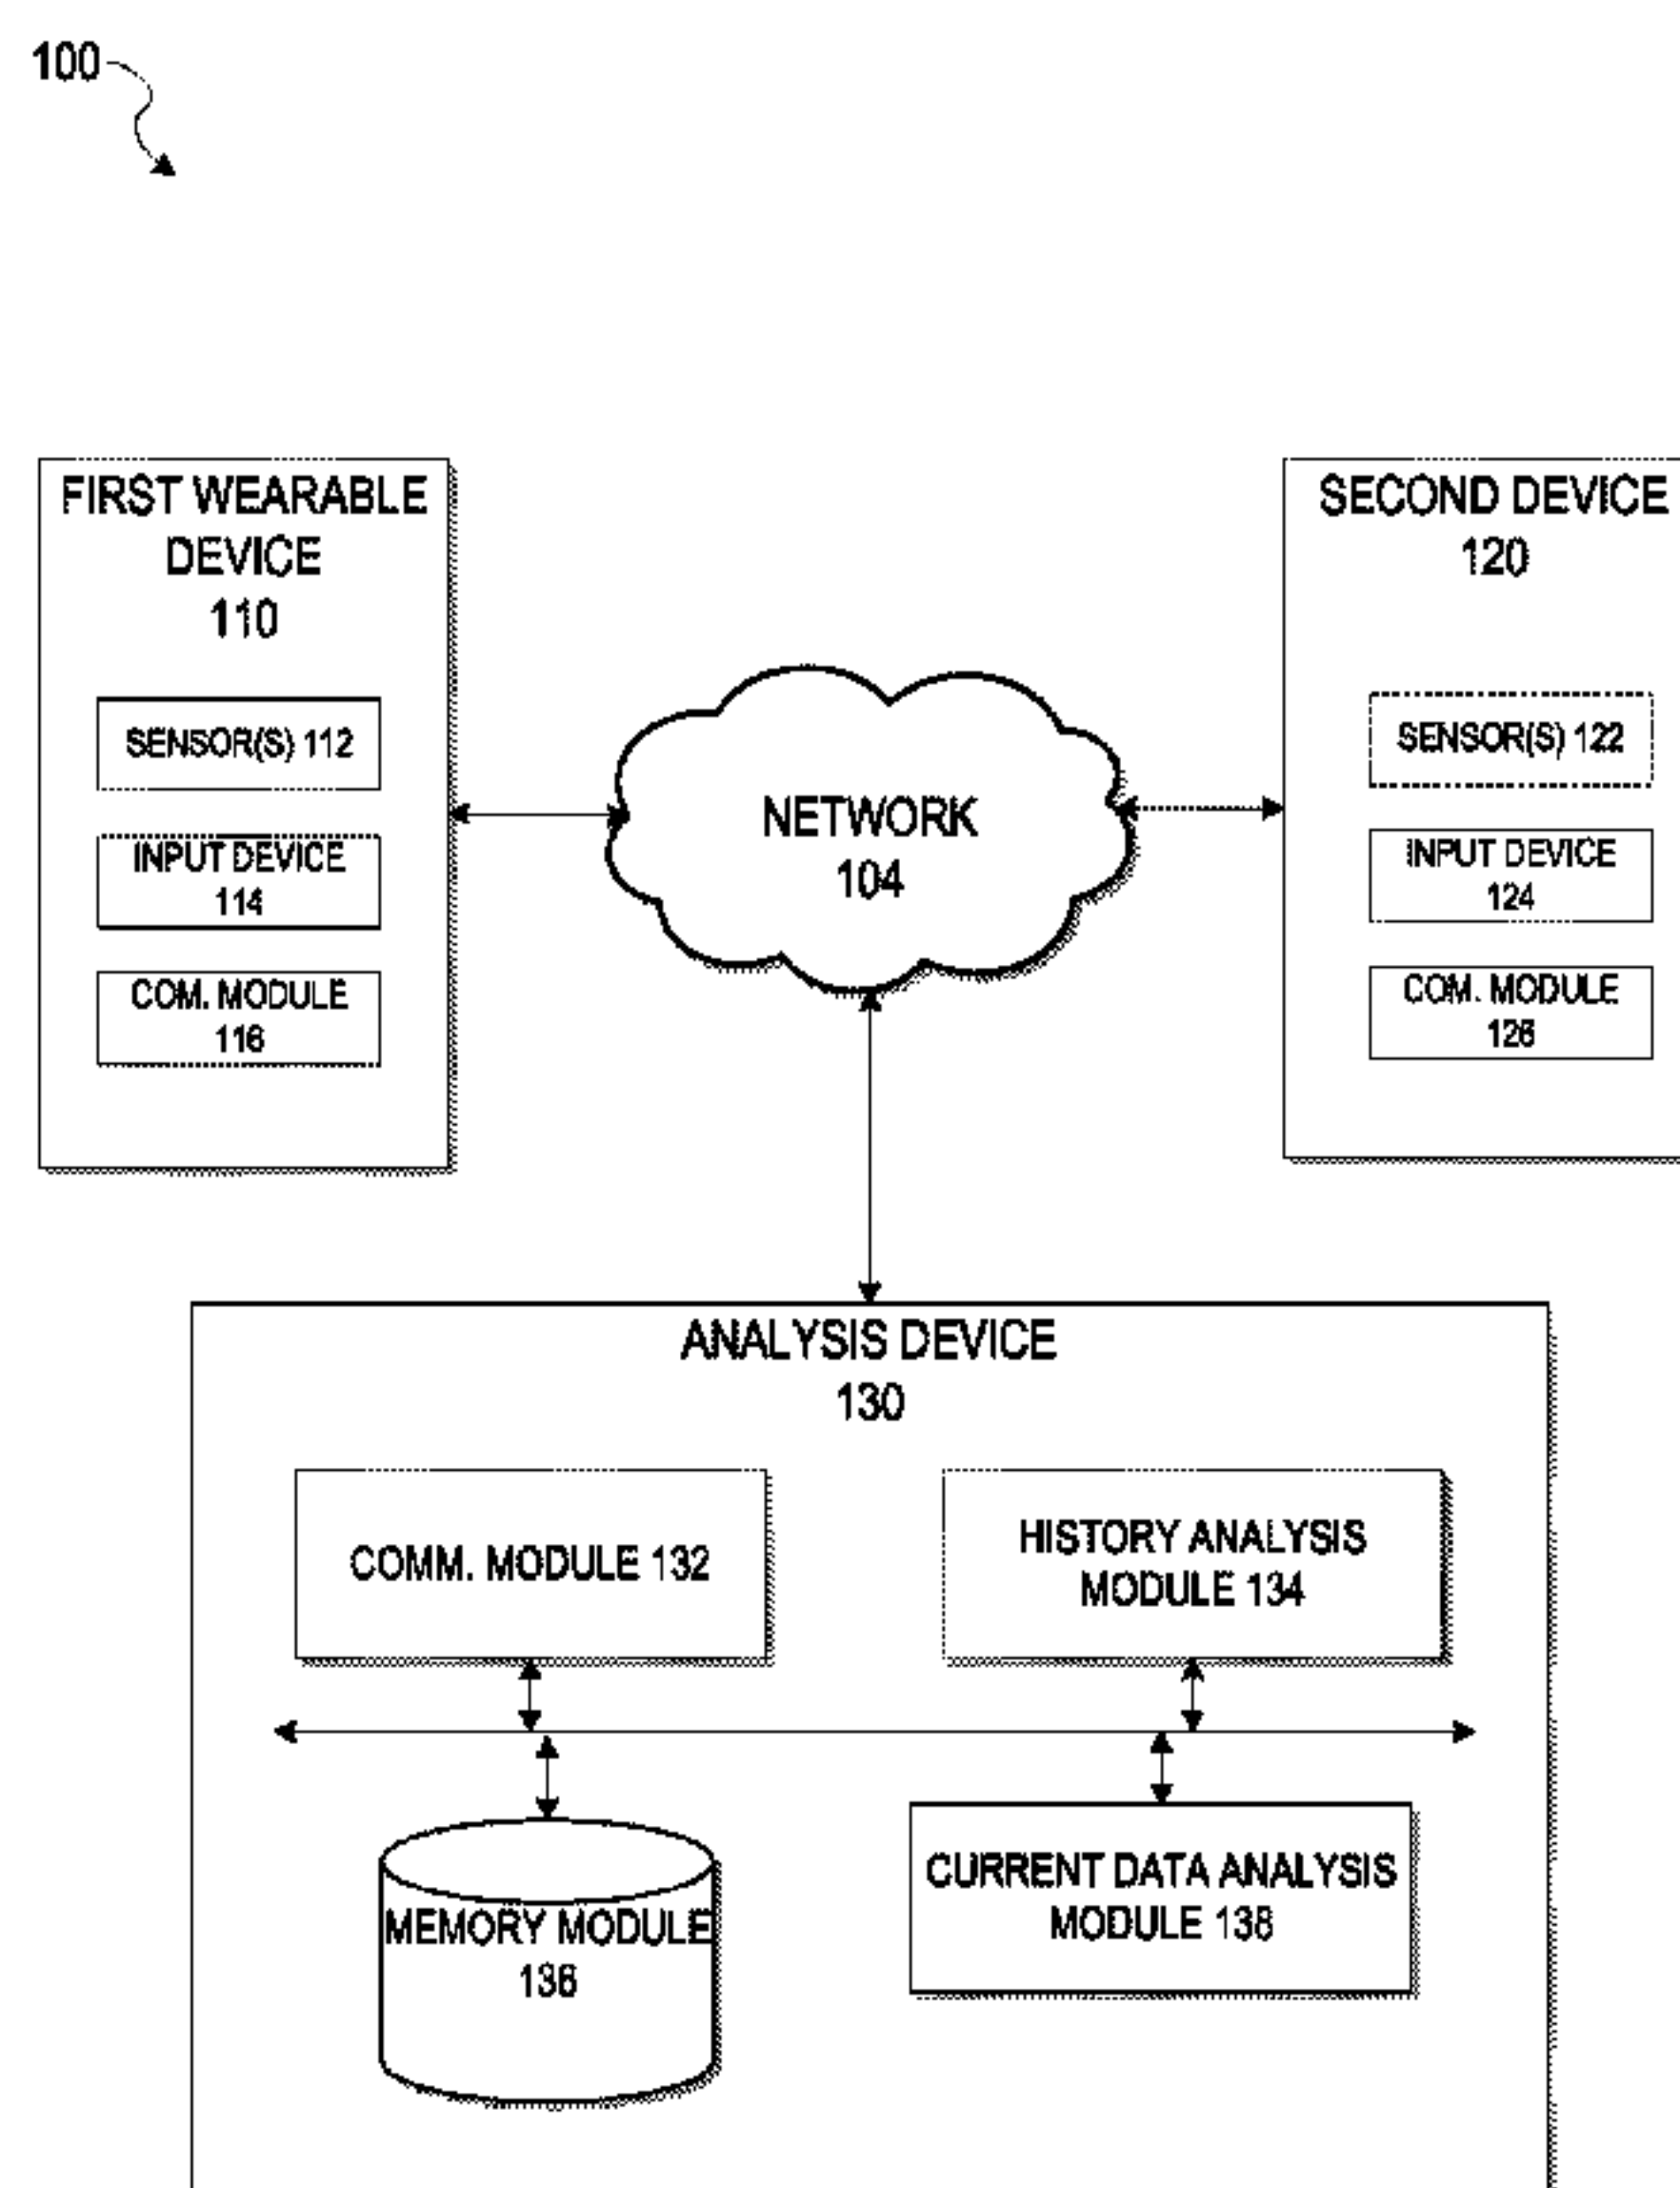 100
FIRST WEARABLE
DEVICE
110
SENSOR(S) 112
INPUT DEVICE
114
COM. MODULE
116
NETWORK
104
SECOND DEVICE
120
SENSOR(S) 122
INPUT DEVICE
124
COM. MODULE
126
ANALYSIS DEVICE
130
COMM. MODULE 132
HISTORY ANALYSIS
MODULE 134
MEMORY MODULE
136
CURRENT DATA ANALYSIS
MODULE 138